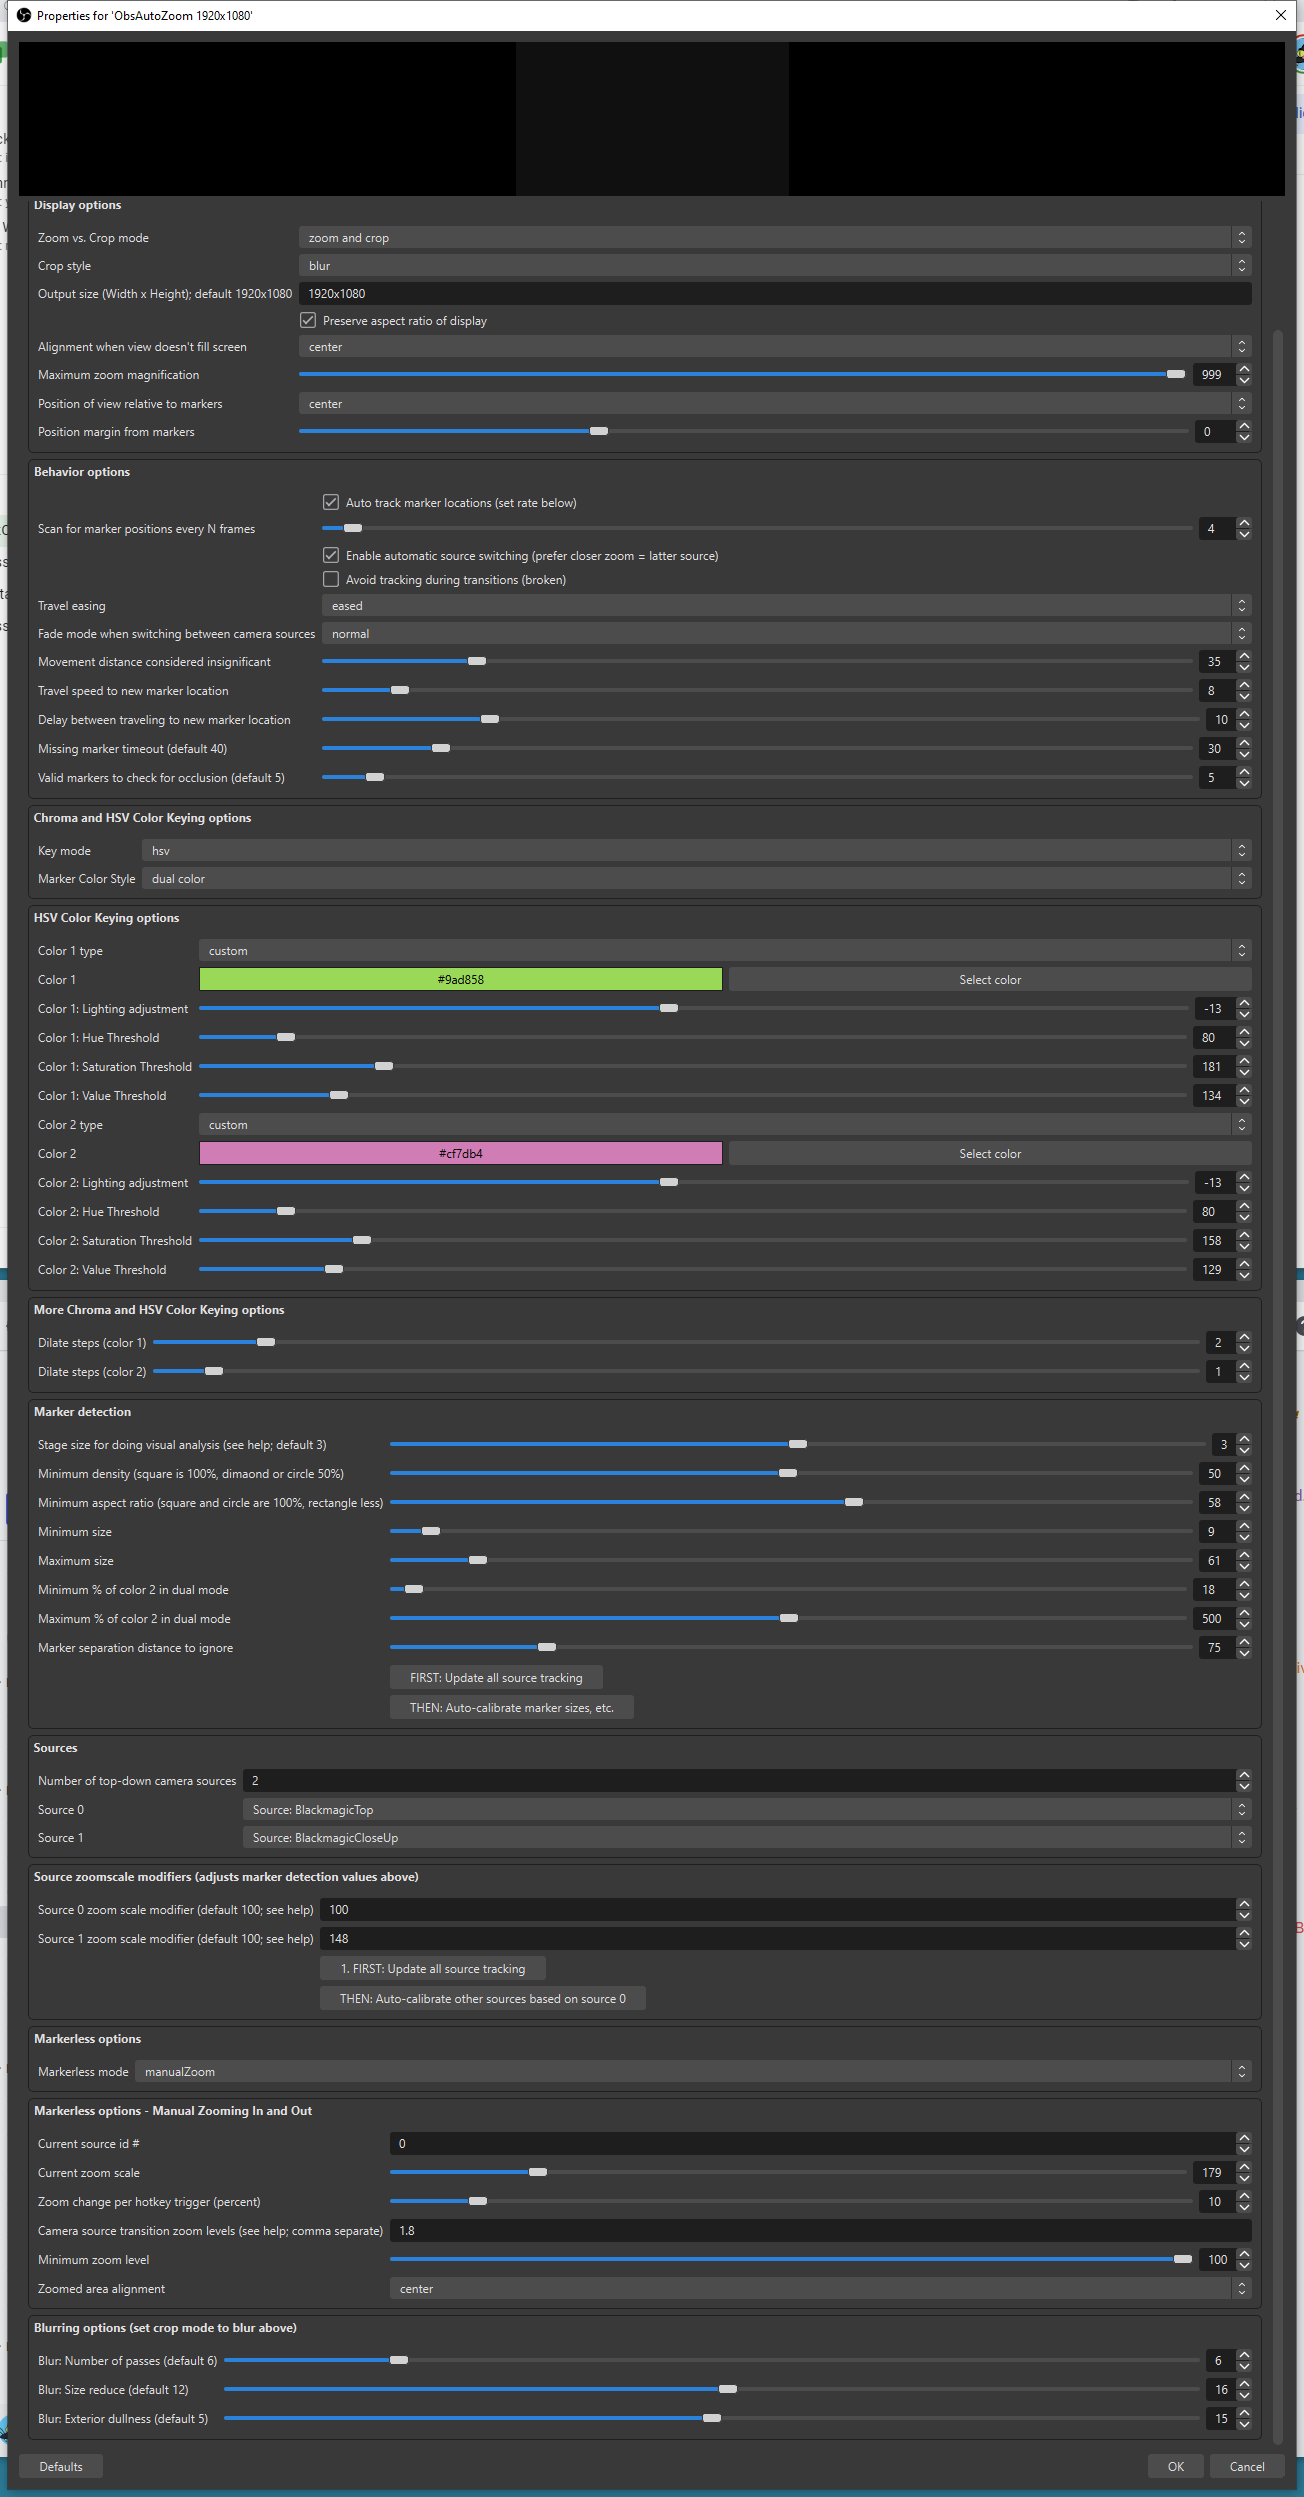 Properties for 'ObsAutoZoom 1920x1080'
Display options
Zoom vs. Crop mode zoom and crop
Crop style blur
Output size (Width x Height); default 1920x1080 1920x1080
Preserve aspect ratio of display
Alignment when view doesn't fill screen center
Maximum zoom magnification 999
Position of view relative to markers center
Position margin from markers 0
Behavior options
Auto track marker locations (set rate below)
Scan for marker positions every N frames 4
Enable automatic source switching (prefer closer zoom = latter source)
Avoid tracking during transitions (broken)
Travel easing eased
Fade mode when switching between camera sources normal
Movement distance considered insignificant 35
Travel speed to new marker location 8
Delay between traveling to new marker location 10
Missing marker timeout (default 40) 30
Valid markers to check for occlusion (default 5) 5
Chroma and HSV Color Keying options
Key mode hsv
Marker Color Style dual color
HSV Color Keying options
Color 1 type custom
Color 1 #9ad858 Select color
Color 1: Lighting adjustment -13
Color 1: Hue Threshold 80
Color 1: Saturation Threshold 181
Color 1: Value Threshold 134
Color 2 type custom
Color 2 #cf7db4 Select color
Color 2: Lighting adjustment -13
Color 2: Hue Threshold 80
Color 2: Saturation Threshold 158
Color 2: Value Threshold 129
More Chroma and HSV Color Keying options
Dilate steps (color 1) 2
Dilate steps (color 2) 1
Marker detection
Stage size for doing visual analysis (see help; default 3) 3
Minimum density (square is 100%, dimaond or circle 50%) 50
Minimum aspect ratio (square and circle are 100%, rectangle less) 58
Minimum size 9
Maximum size 61
Minimum % of color 2 in dual mode 18
Maximum % of color 2 in dual mode 500
Marker separation distance to ignore 75
FIRST: Update all source tracking
THEN: Auto-calibrate marker sizes, etc.
Sources
Number of top-down camera sources 2
Source 0 Source: BlackmagicTop
Source 1 Source: BlackmagicCloseUp
Source zoomscale modifiers (adjusts marker detection values above)
Source 0 zoom scale modifier (default 100; see help) 100
Source 1 zoom scale modifier (default 100; see help) 148
1. FIRST: Update all source tracking
THEN: Auto-calibrate other sources based on source 0
Markerless options
Markerless mode manualZoom
Markerless options - Manual Zooming In and Out
Current source id # 0
Current zoom scale 179
Zoom change per hotkey trigger (percent) 10
Camera source transition zoom levels (see help; comma separate) 1.8
Minimum zoom level 100
Zoomed area alignment center
Blurring options (set crop mode to blur above)
Blur: Number of passes (default 6) 6
Blur: Size reduce (default 12) 16
Blur: Exterior dullness (default 5) 15
Defaults OK Cancel